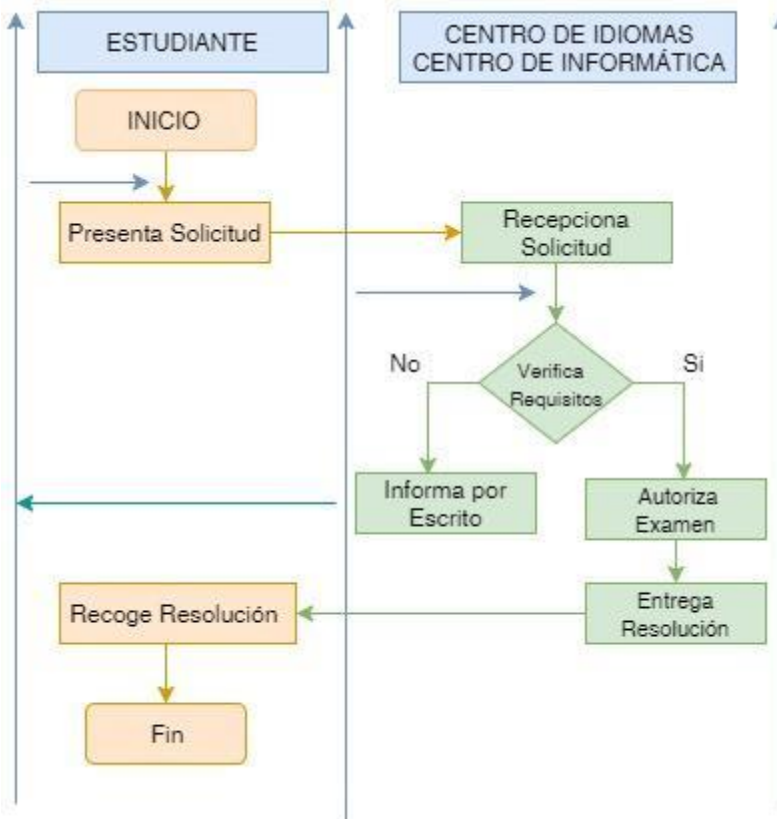 ESTUDIANTE
CENTRO DE IDIOMAS
CENTRO DE INFORMÁTICA
INICIO
Presenta Solicitud
Recepciona
Solicitud
No
Verifica
Requisitos
Si
Informa por
Escrito
Autoriza
Examen
Recoge Resolución
Entrega
Resolución
Fin